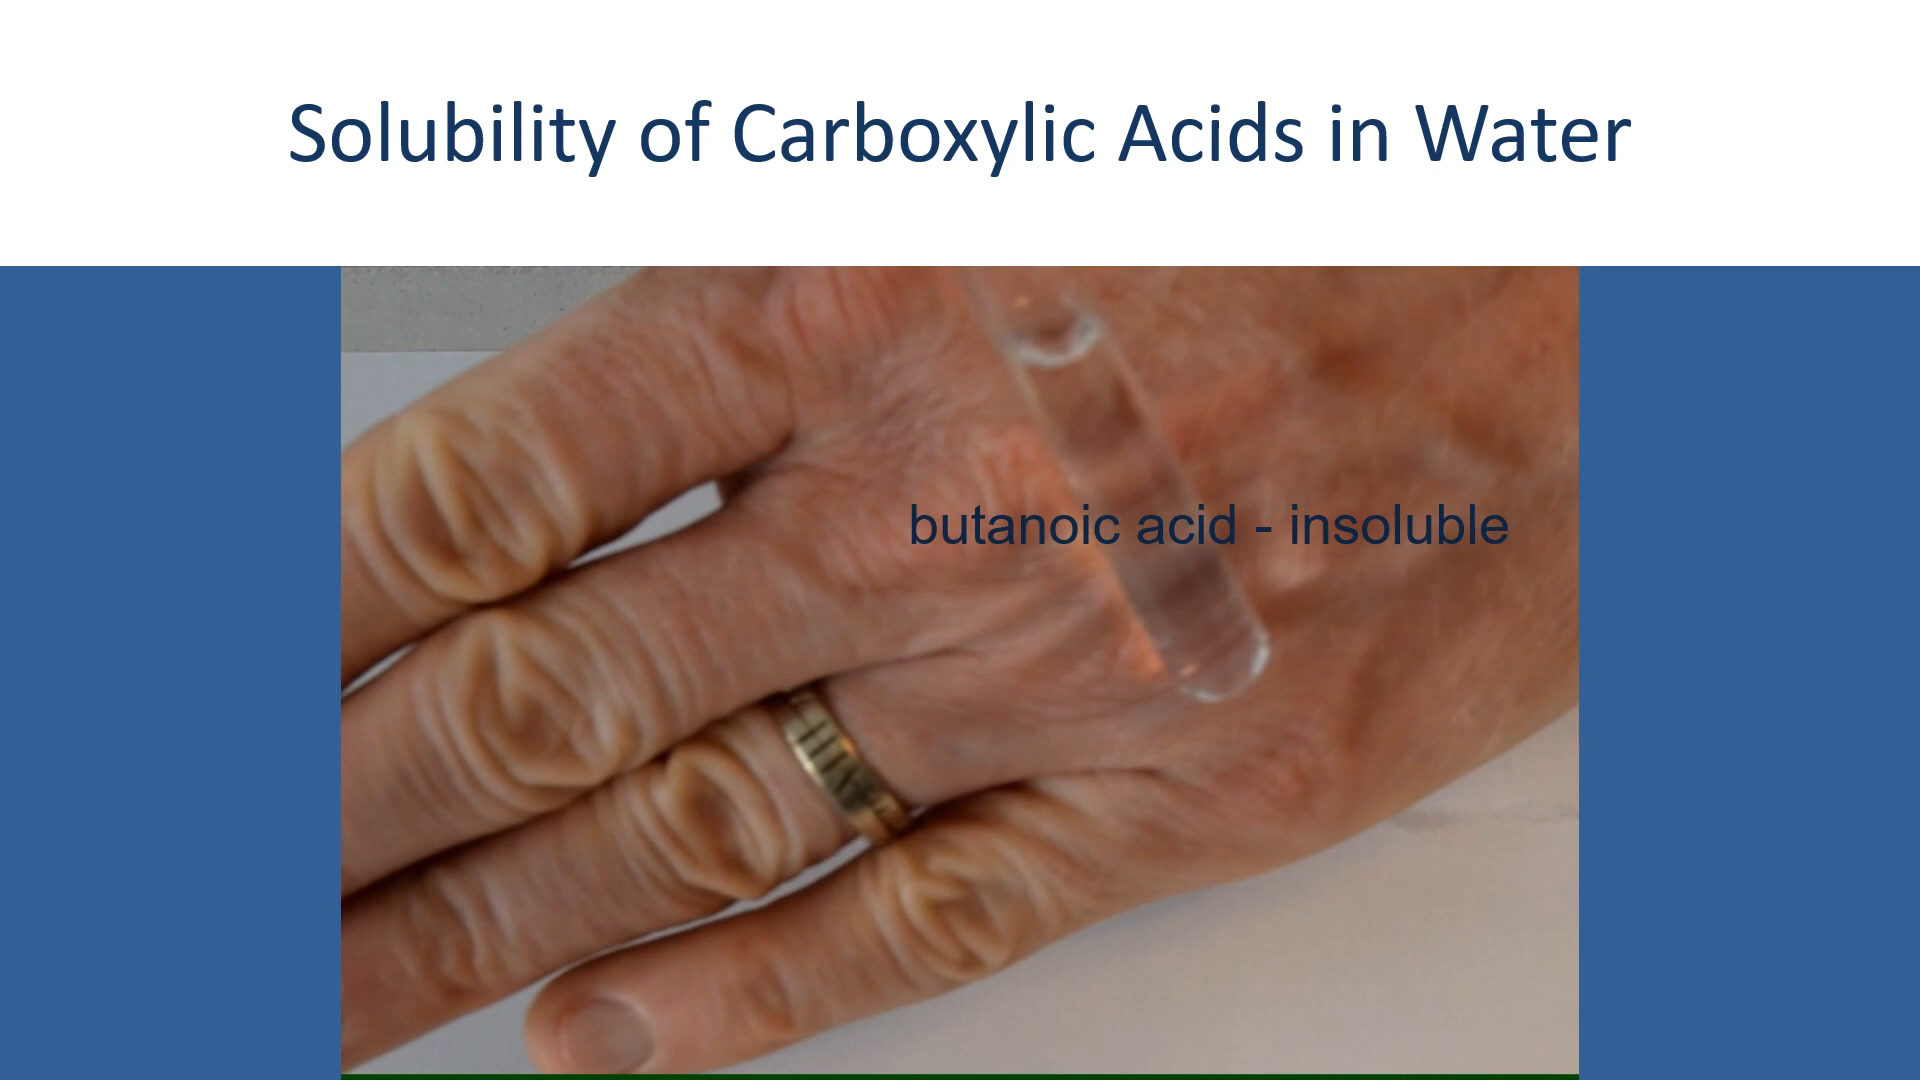 Solubility of Carboxylic Acids in Water
butanoic acid - insoluble